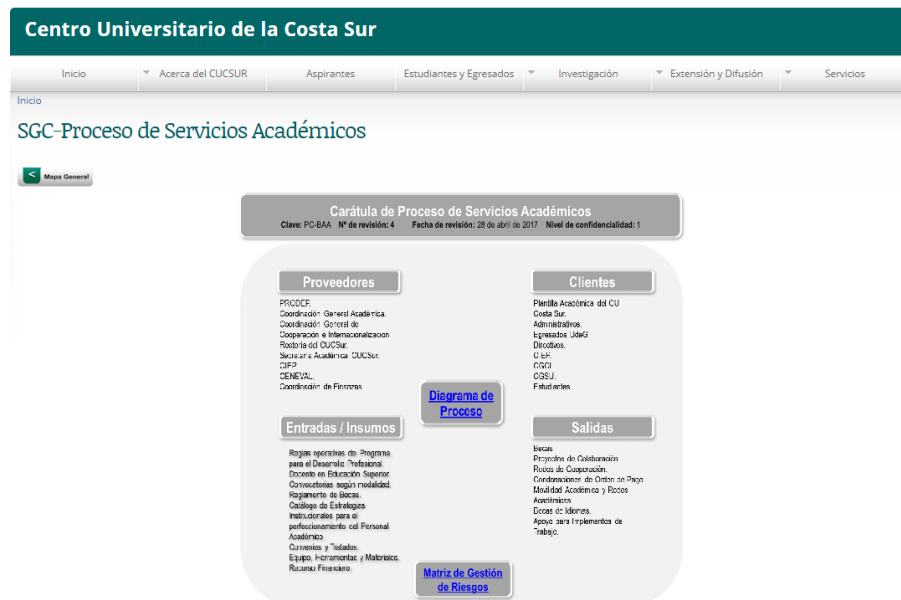 Centro Universitario de la Costa Sur
Inicio Acerca del CUCSUR Aspirantes Estudiantes y Egresados Investigación Extensión y Difusión Servicios
Inicio
SGC-Proceso de Servicios Académicos
< Mapa General
Carátula de Proceso de Servicios Académicos
Clave: PC-BAA Nº de revisión: 4 Fecha de revisión: 28 de abril de 2017 Nivel de confidencialidad: 1
Proveedores
PRODEP.
Coordinación General Académica.
Coordinación General de
Cooperación e Internacionalización
Rectoría del CUCSur.
Secretaría Académica CUCSur.
CIEP.
CENEVAL.
Coordinación de Finanzas
Clientes
Plantilla Académica del CU
Costa Sur.
Administrativos.
Egresados UdeG
Directivos.
CIEP.
CGCI.
CGSU.
Estudiantes
Diagrama de
Proceso
Entradas / Insumos
Reglas operativas de Programa
para el Desarrollo Profesional
Docente en Educación Superior.
Convocatorias según modalidad.
Reglamento de Becas.
Catálogo de Estrategias
Institucionales para el
perfeccionamiento del Personal
Académico
Convenios y Tratados.
Equipo, Herramientas y Materiales.
Recurso Financiero.
Salidas
Becas
Proyectos de Colaboración
Redes de Cooperación.
Condonaciones de Orden de Pago
Movilidad Académica y Redes
Académicas
Becas de Idiomas.
Apoyo para Implementos de
Trabajo.
Matriz de Gestión
de Riesgos